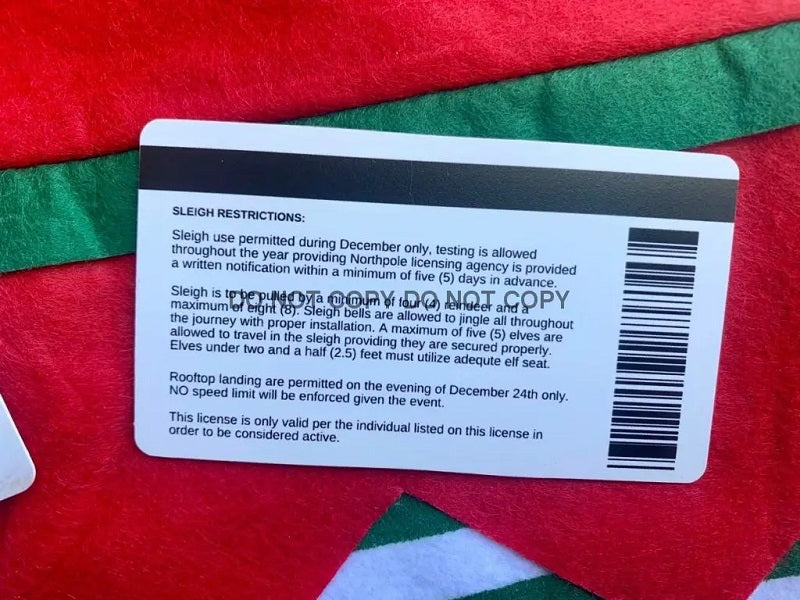 SLEIGH RESTRICTIONS:
Sleigh use permitted during December only, testing is allowed
throughout the year providing Northpole licensing agency is provided
a written notification within a minimum of five (5) days in advance.
Sleigh is to be pulled by a minimum of four (4) reindeer and a
DO NOT COPY DO NOT COPY
maximum of eight (8). Sleigh bells are allowed to jingle all throughout
the journey with proper installation. A maximum of five (5) elves are
allowed to travel in the sleigh providing they are secured properly.
Elves under two and a half (2.5) feet must utilize adequte elf seat.
Rooftop landing are permitted on the evening of December 24th only.
NO speed limit will be enforced given the event.
This license is only valid per the individual listed on this license in
order to be considered active.